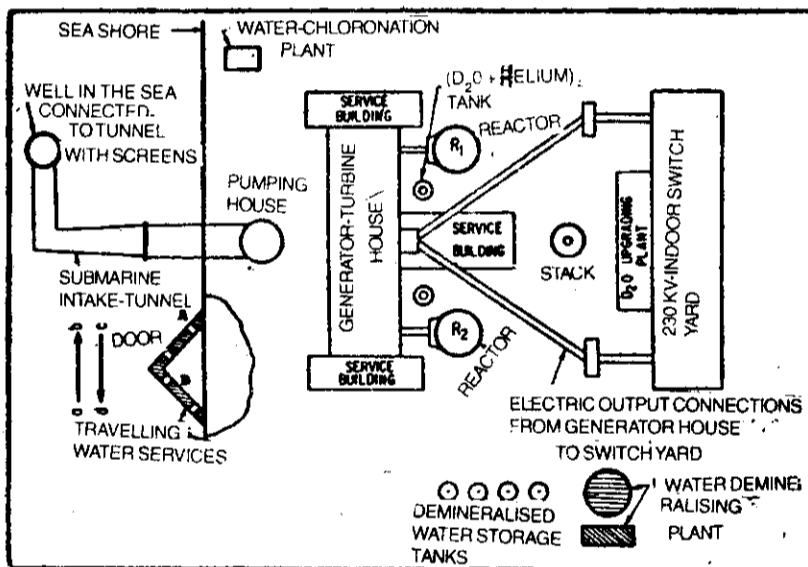 SEA SHORE
WATER-CHLORONATION
PLANT
WELL IN THE SEA
CONNECTED
TO TUNNEL
WITH SCREENS
(D₂O + HELIUM)
TANK
SERVICE
BUILDING
REACTOR
R₁
PUMPING
HOUSE
GENERATOR-TURBINE
HOUSE
SERVICE
BUILDING
STACK
D₂O UPGRADING
PLANT
230 KV-INDOOR SWITCH
YARD
SUBMARINE
INTAKE-TUNNEL
A
b
c
DOOR
B
a
d
R₂
REACTOR
SERVICE
BUILDING
TRAVELLING
WATER SERVICES
ELECTRIC OUTPUT CONNECTIONS
FROM GENERATOR HOUSE
TO SWITCH YARD
DEMINERALISED
WATER STORAGE
TANKS
WATER DEMINE
RALISING
PLANT